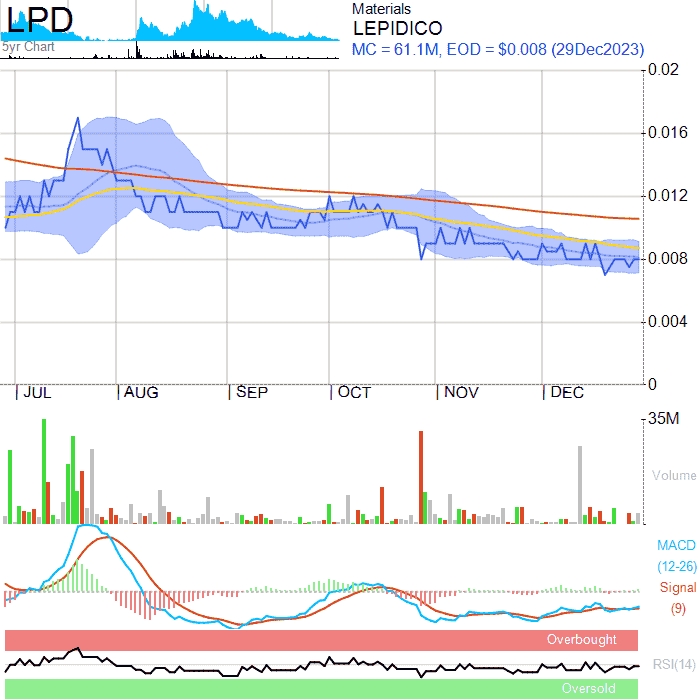 LPD
5yr Chart
Materials
LEPIDICO
MC = 61.1M, EOD = $0.008 (29Dec2023)
0.02
0.016
0.012
0.008
0.004
0
JUL AUG SEP OCT NOV DEC
35M
Volume
MACD
(12-26)
Signal
(9)
Overbought
RSI(14)
Oversold